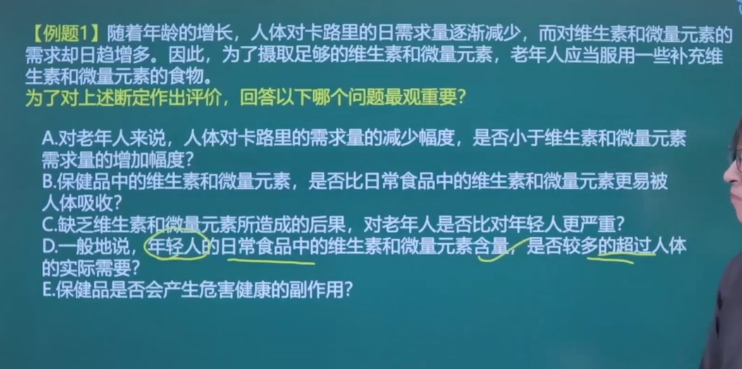 【例题1】随着年龄的增长，人体对卡路里的日需求量逐渐减少，而对维生素和微量元素的
需求却日趋增多。因此，为了摄取足够的维生素和微量元素，老年人应当服用一些补充维
生素和微量元素的食物。
为了对上述断定作出评价，回答以下哪个问题最观重要？
A.对老年人来说，人体对卡路里的需求量的减少幅度，是否小于维生素和微量元素
需求量的增加幅度？
B.保健品中的维生素和微量元素，是否比日常食品中的维生素和微量元素更易被
人体吸收？
C.缺乏维生素和微量元素所造成的后果，对老年人是否比对年轻人更严重？
D.一般地说，年轻人的日常食品中的维生素和微量元素含量，是否较多的超过人体
的实际需要？
E.保健品是否会产生危害健康的副作用？